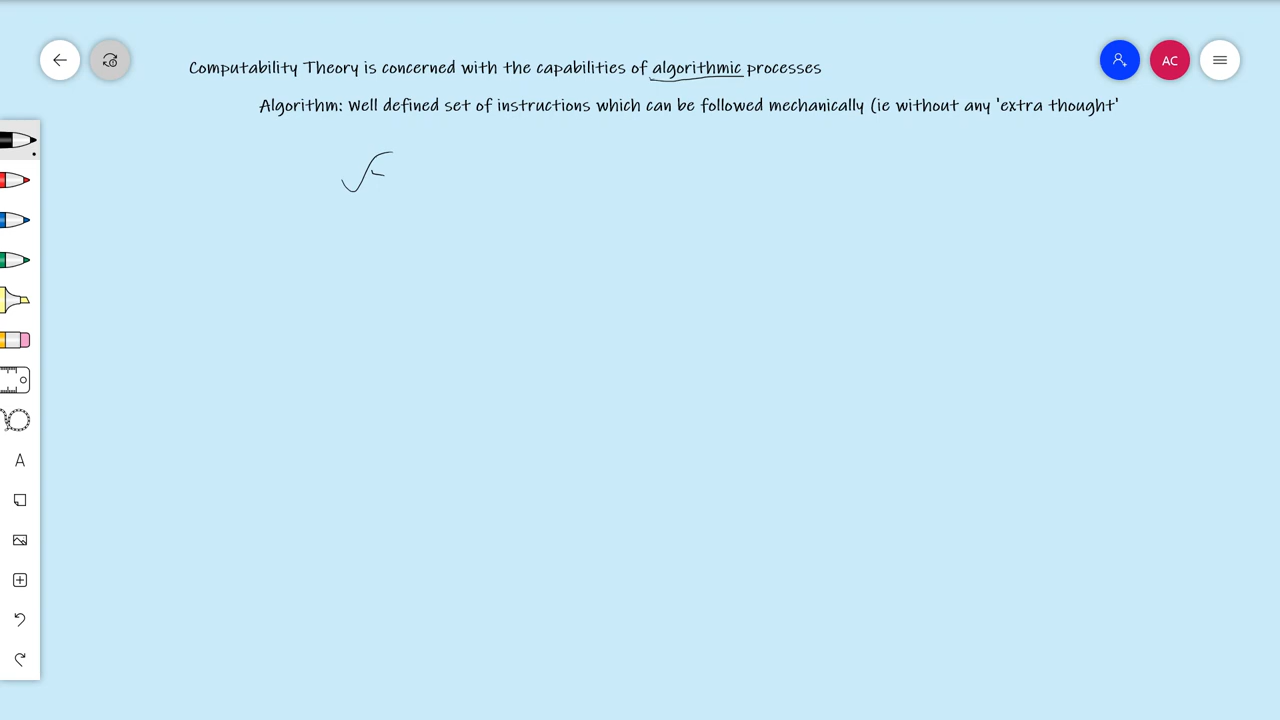 Computability Theory is concerned with the capabilities of algorithmic processes
AC
Algorithm: Well defined set of instructions which can be followed mechanically (ie without any 'extra thought'
A